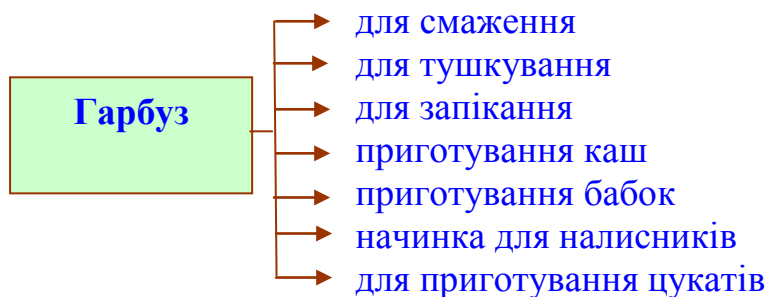 Гарбуз
для смаження
для тушкування
для запікання
приготування каш
приготування бабок
начинка для налисників
для приготування цукатів